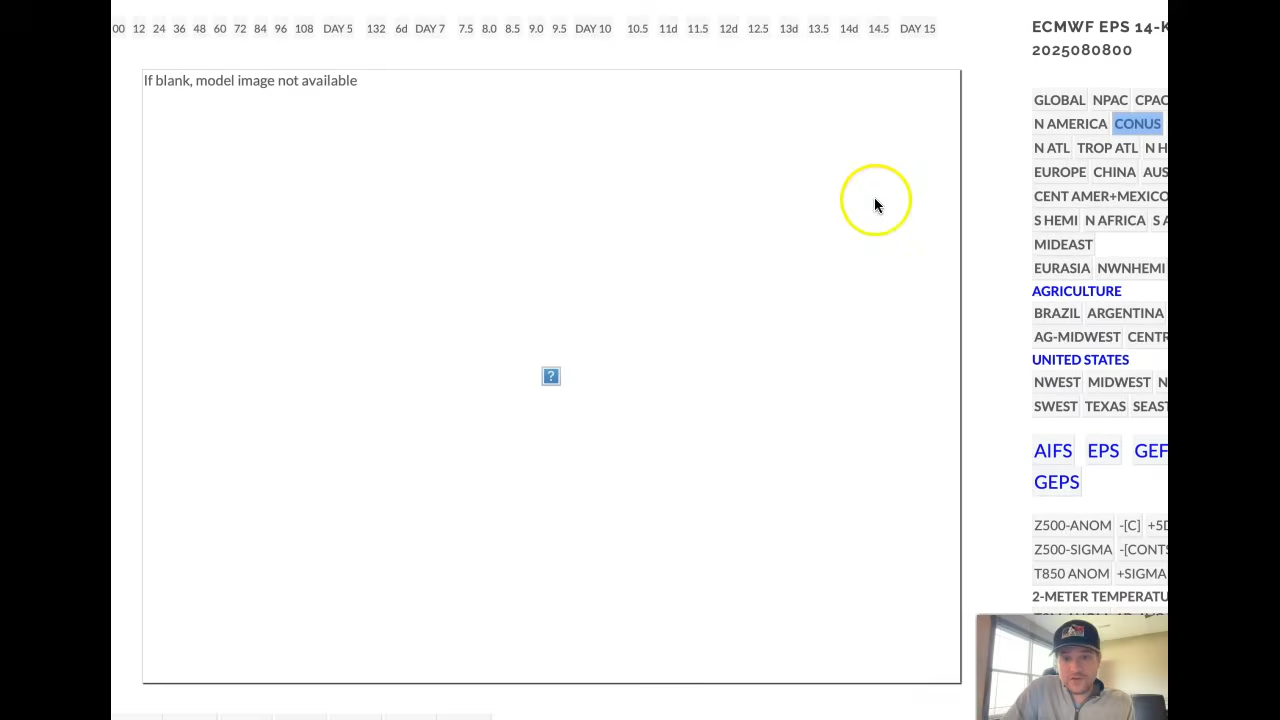 00 12 24 36 48 60 72 84 96 108 DAY 5 132 6d DAY 7 7.5 8.0 8.5 9.0 9.5 DAY 10 10.5 11d 11.5 12d 12.5 13d 13.5 14d 14.5 DAY 15
If blank, model image not available
?
ECMWF EPS 14-K
2025080800
GLOBAL NPAC CPAC
N AMERICA CONUS
N ATL TROP ATL N H
EUROPE CHINA AUS
CENT AMER+MEXICO
S HEMI N AFRICA S A
MIDEAST
EURASIA NWNHEMI
AGRICULTURE
BRAZIL ARGENTINA
AG-MIDWEST CENTR
UNITED STATES
NWEST MIDWEST N
SWEST TEXAS SEAST
AIFS EPS GEF
GEPS
Z500-ANOM -[C] +5D
Z500-SIGMA -[CONTS
T850 ANOM +SIGMA
2-METER TEMPERATU